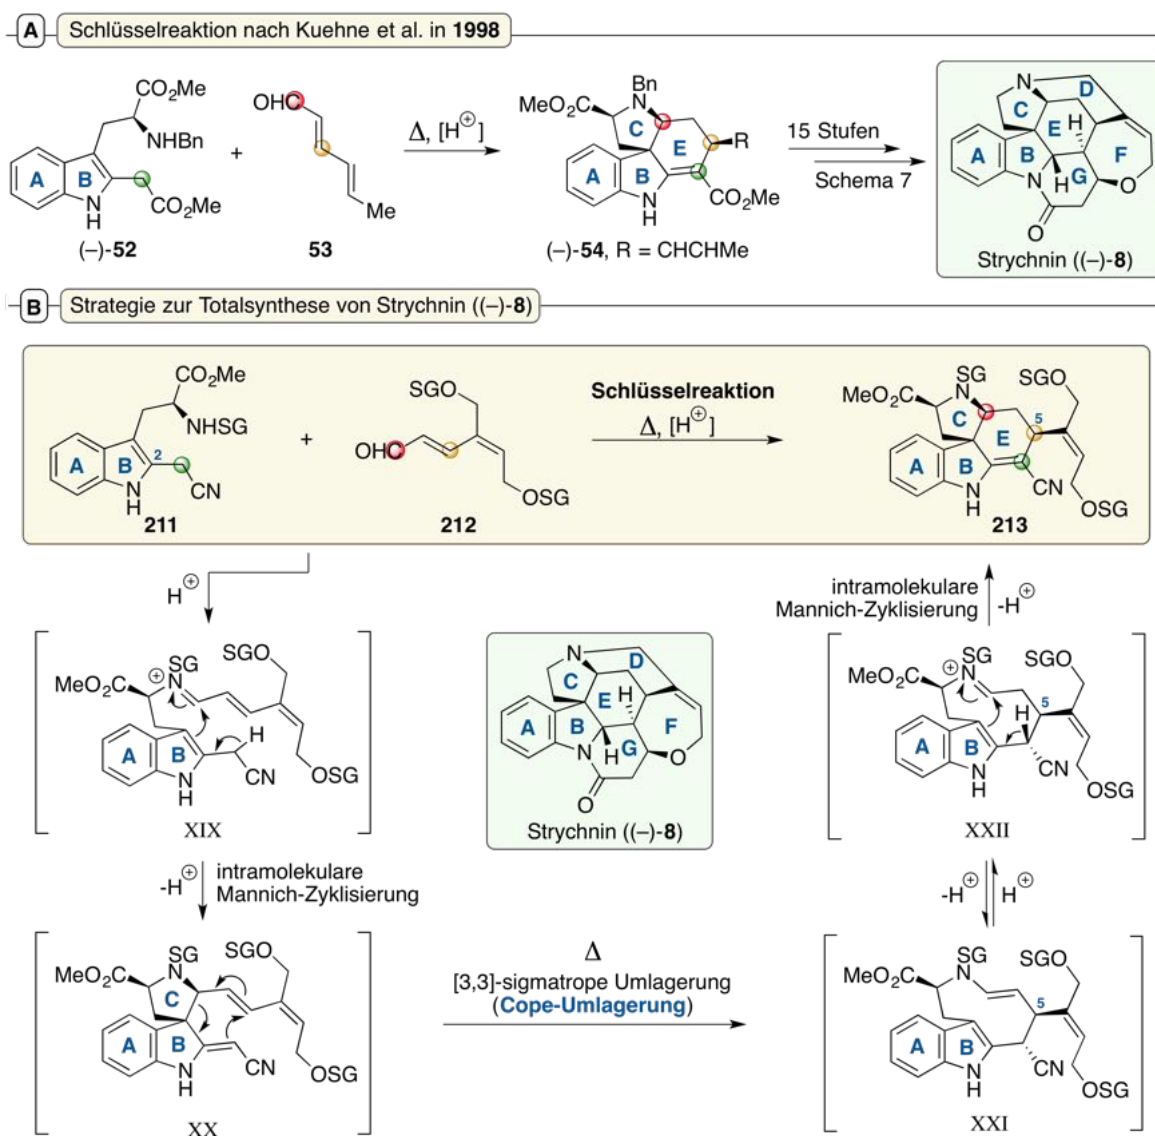 A Schlüsselreaktion nach Kuehne et al. in 1998
CO₂Me
NHBn
A B
CO₂Me
N
H
(–)-52
+
OHC
Me
53
Δ, [H⊕]
Bn
MeO₂C N
C
E R
A B
N
H
CO₂Me
(–)-54, R = CHCHMe
15 Stufen
Schema 7
N D
C
E H
A B F
N H G
O
O
Strychnin ((–)-8)
B Strategie zur Totalsynthese von Strychnin ((–)-8)
CO₂Me
NHSG
A B 2
N
H
CN
211
+
SGO
OHC
OSG
212
Schlüsselreaktion
Δ, [H⊕]
SG
MeO₂C N SGO
C 5
E
A B
N
H
CN
OSG
213
H⊕
intramolekulare
Mannich-Zyklisierung
-H⊕
SG
SGO
MeO₂C N⊕
H
A B
N
H
CN
OSG
XIX
N D
C
E H
A B F
N H G
O
O
Strychnin ((–)-8)
SG
SGO
MeO₂C N⊕
5
H
A B
N
H
CN
OSG
XXII
-H⊕
intramolekulare
Mannich-Zyklisierung
-H⊕
H⊕
SG
SGO
MeO₂C N
C
A B
N
H
CN
OSG
XX
Δ
[3,3]-sigmatrope Umlagerung
(Cope-Umlagerung)
SG
SGO
MeO₂C N
5
A B
N
H
CN
OSG
XXI